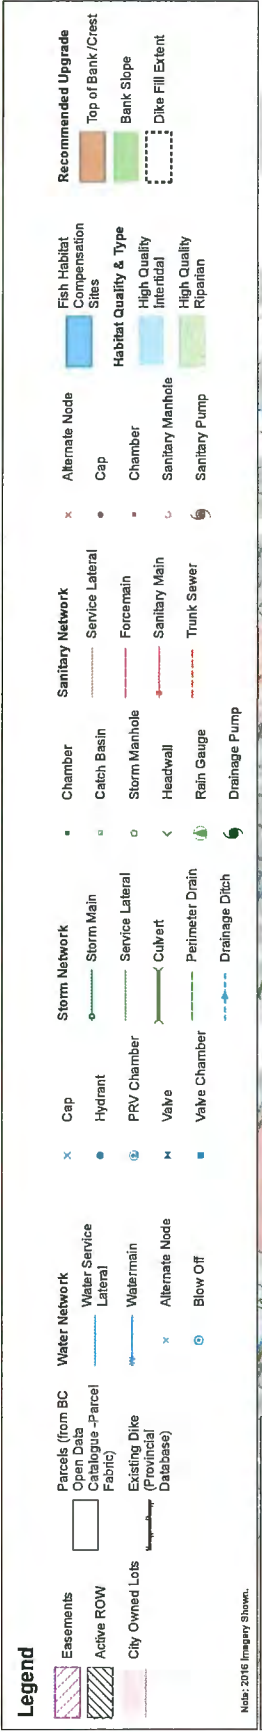 Legend
Easements
Active ROW
City Owned Lots
Note: 2016 Imagery Shown.
Parcels (from BC
Open Data
Catalogue -Parcel
Fabric)
Existing Dike
(Provincial
Database)
Water Network
Water Service
Lateral
Watermain
Alternate Node
Blow Off
Cap
Hydrant
PRV Chamber
Valve
Valve Chamber
Storm Network
Storm Main
Service Lateral
Culvert
Perimeter Drain
Drainage Ditch
Chamber
Catch Basin
Storm Manhole
Headwall
Rain Gauge
Drainage Pump
Sanitary Network
Service Lateral
Forcemain
Sanitary Main
Trunk Sewer
Alternate Node
Cap
Chamber
Sanitary Manhole
Sanitary Pump
Fish Habitat
Compensation
Sites
Habitat Quality & Type
High Quality
Intertidal
High Quality
Riparian
Recommended Upgrade
Top of Bank /Crest
Bank Slope
Dike Fill Extent